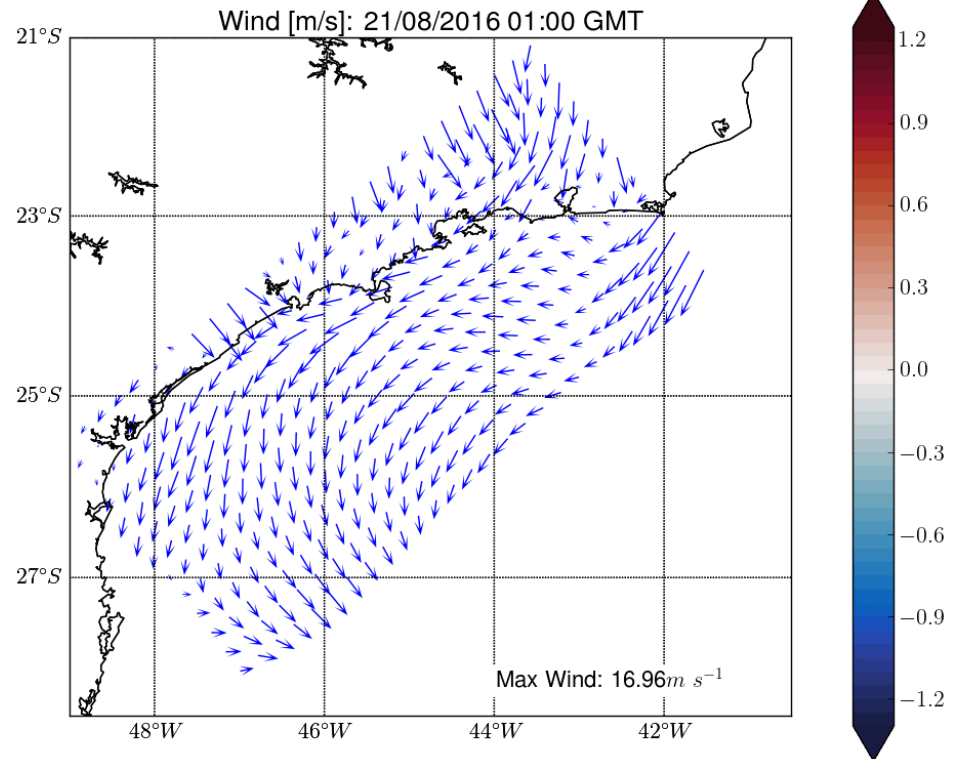 Wind [m/s]: 21/08/2016 01:00 GMT
21°S
23°S
25°S
27°S
48°W
46°W
44°W
42°W
Max Wind: 16.96m s⁻¹
1.2
0.9
0.6
0.3
0.0
−0.3
−0.6
−0.9
−1.2